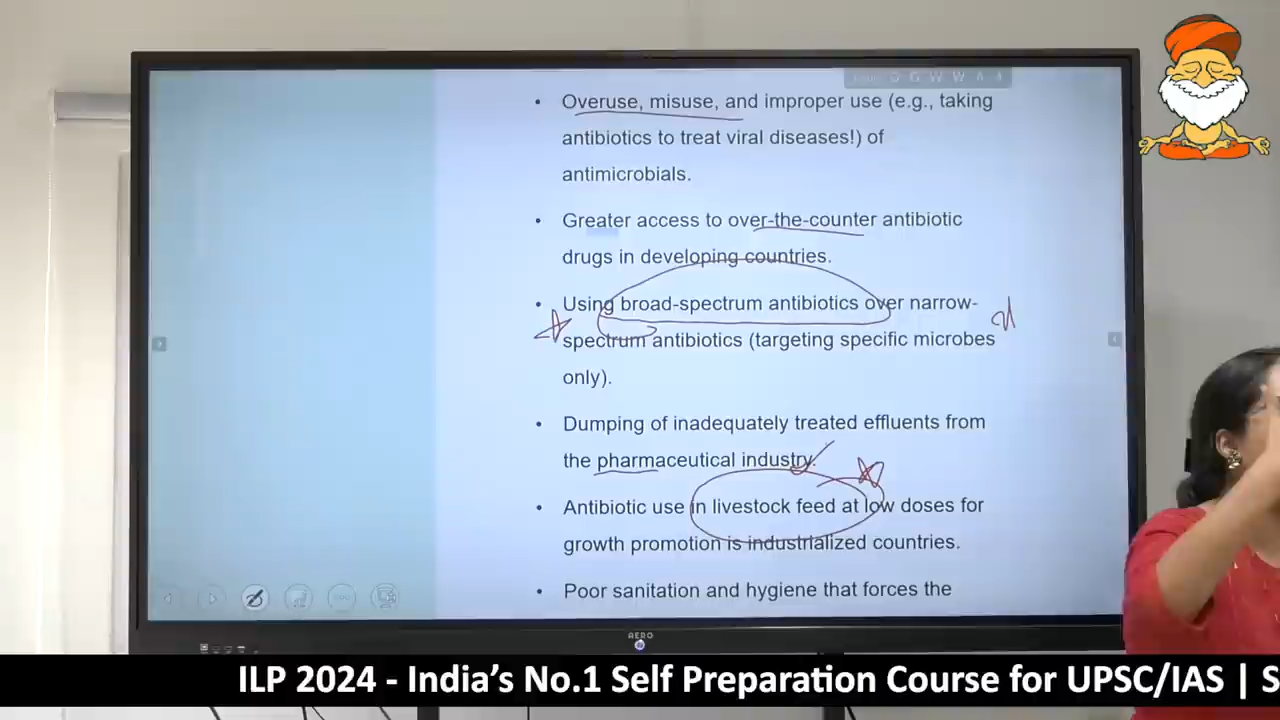 • Overuse, misuse, and improper use (e.g., taking
antibiotics to treat viral diseases!) of
antimicrobials.
• Greater access to over-the-counter antibiotic
drugs in developing countries.
• Using broad-spectrum antibiotics over narrow-
spectrum antibiotics (targeting specific microbes
only).
• Dumping of inadequately treated effluents from
the pharmaceutical industry.
• Antibiotic use in livestock feed at low doses for
growth promotion is industrialized countries.
• Poor sanitation and hygiene that forces the
AERO
ILP 2024 - India’s No.1 Self Preparation Course for UPSC/IAS | S